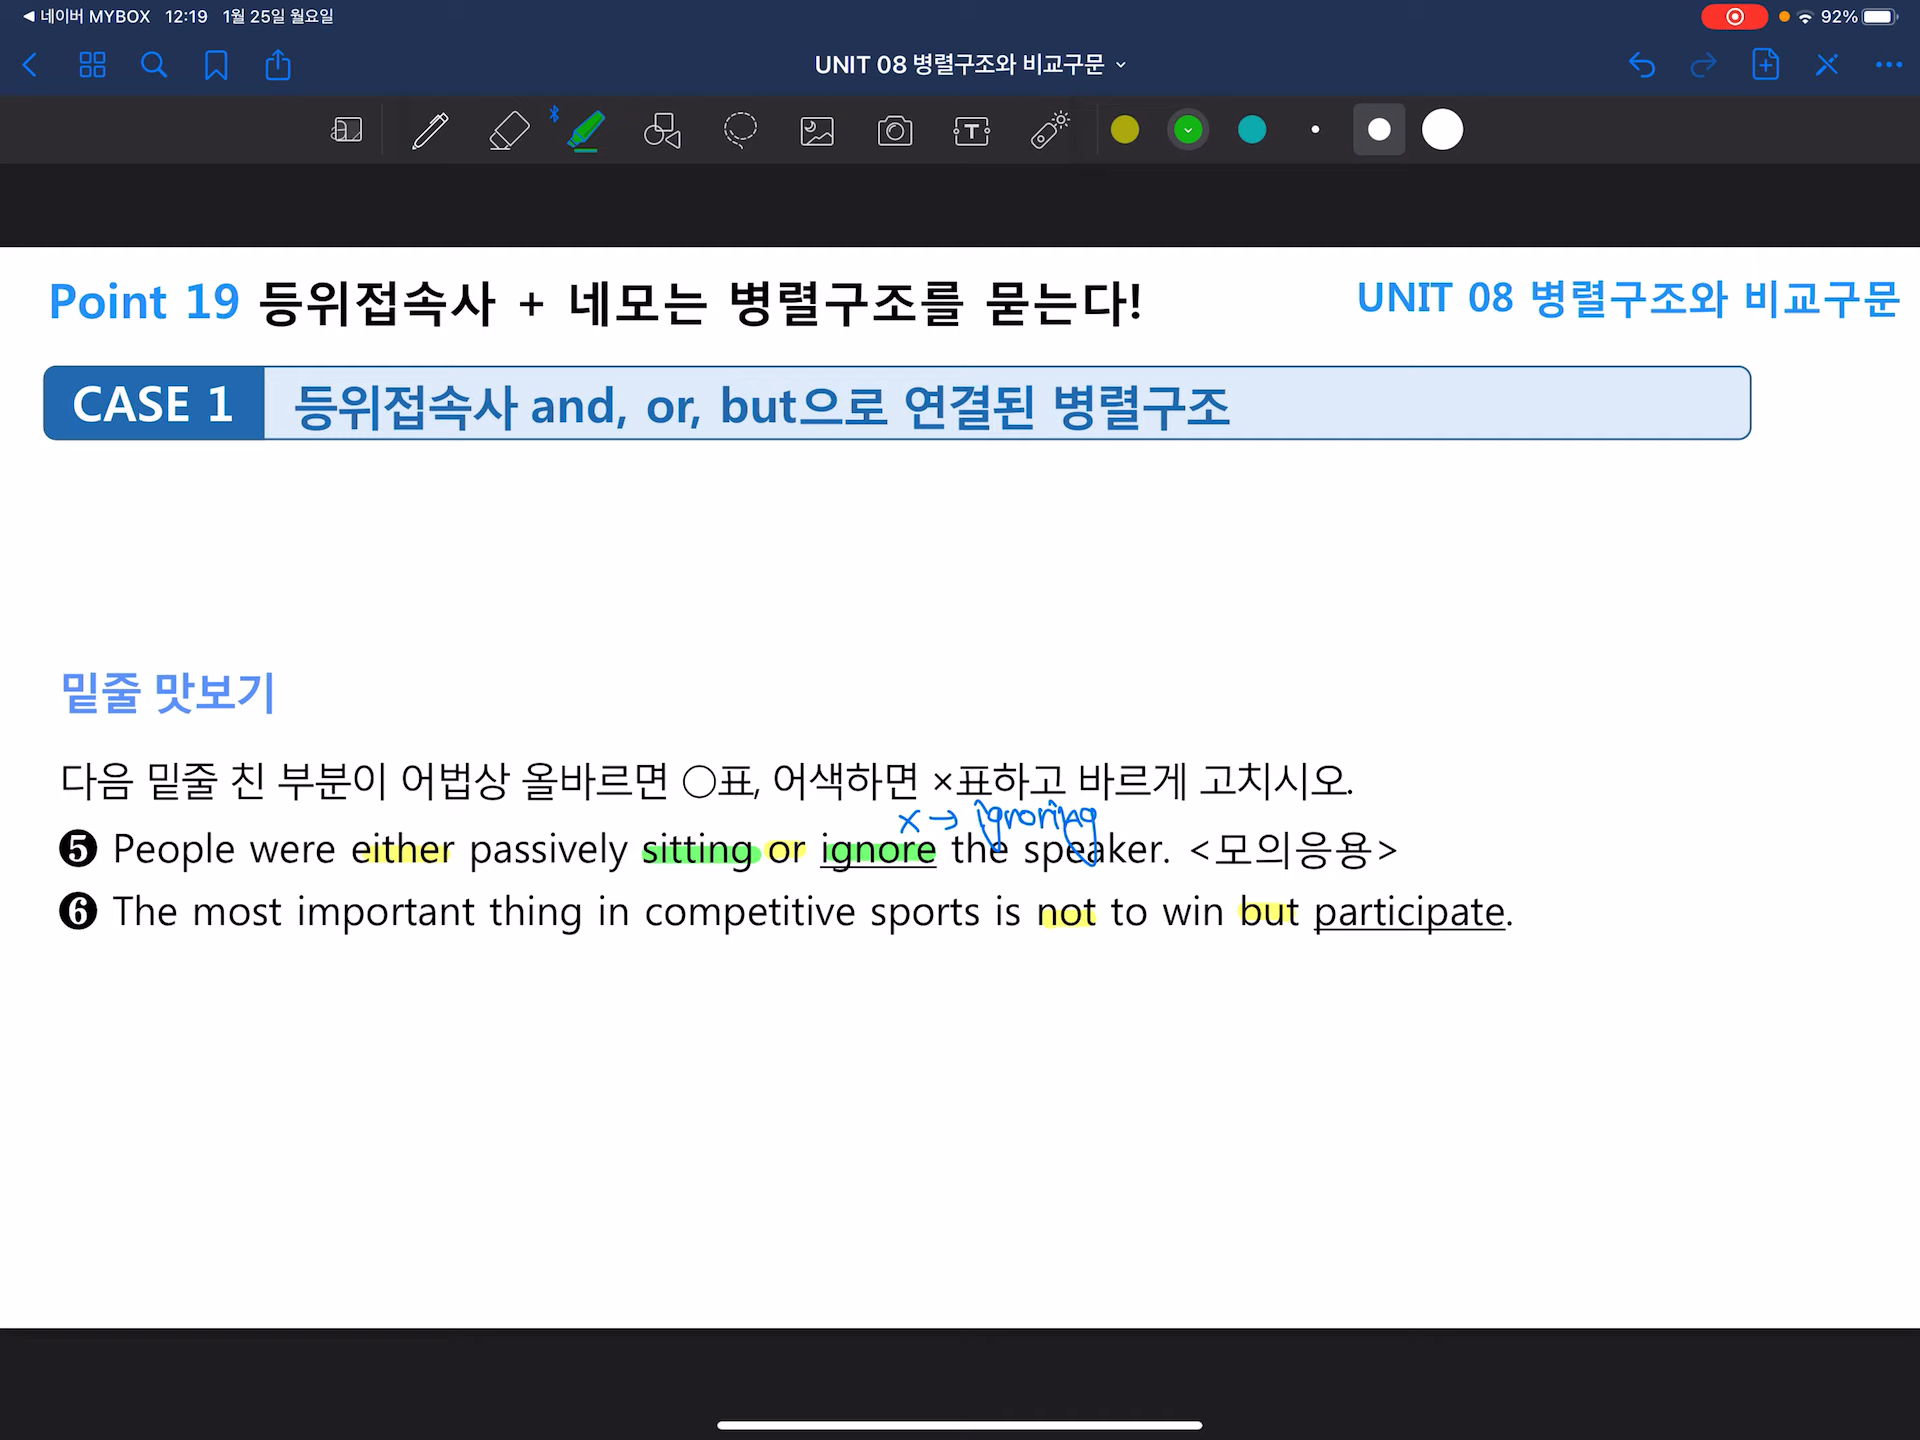 ◀ 네이버 MYBOX 12:19 1월 25일 월요일 92%
UNIT 08 병렬구조와 비교구문
Point 19 등위접속사 + 네모는 병렬구조를 묻는다!
UNIT 08 병렬구조와 비교구문
CASE 1 등위접속사 and, or, but으로 연결된 병렬구조
밑줄 맛보기
다음 밑줄 친 부분이 어법상 올바르면 ○표, 어색하면 ×표하고 바르게 고치시오.
x → ignoring
❺ People were either passively sitting or ignore the speaker. <모의응용>
❻ The most important thing in competitive sports is not to win but participate.